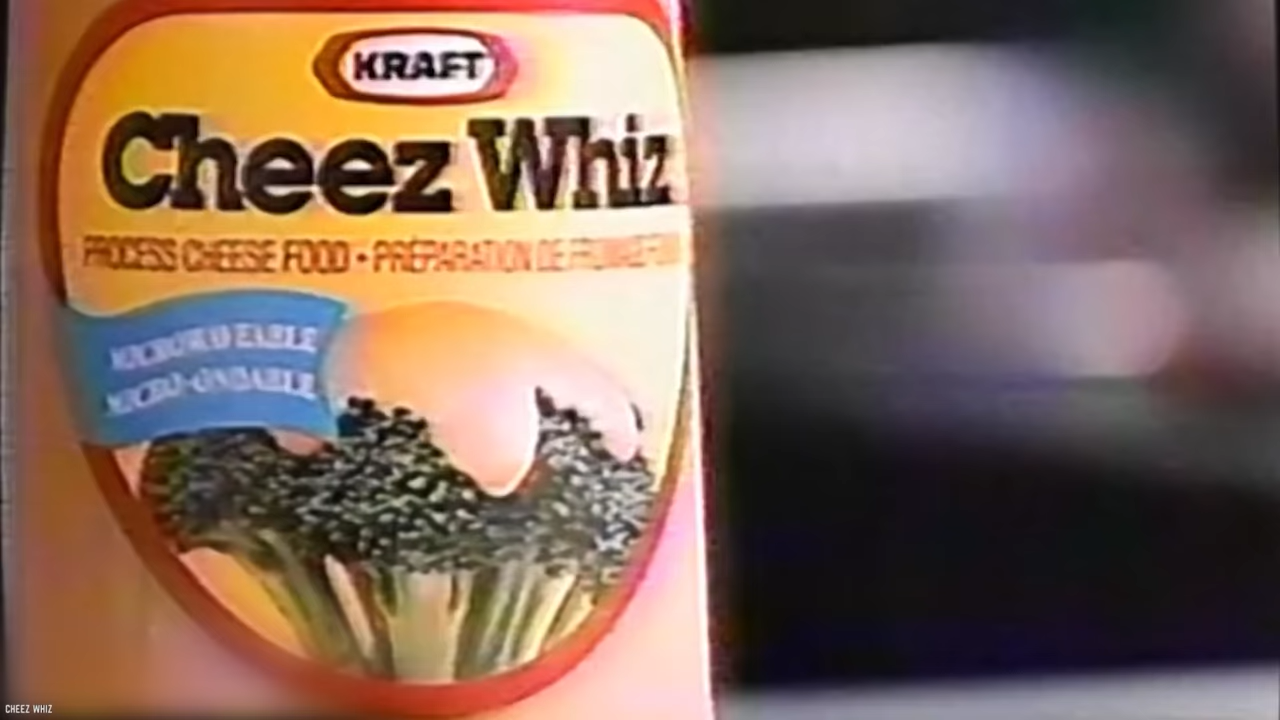 KRAFT
Cheez Whiz
PROCESS CHEESE FOOD • PRÉPARATION DE
MICROWAVEABLE
MICRO-ONDABLE
CHEEZ WHIZ